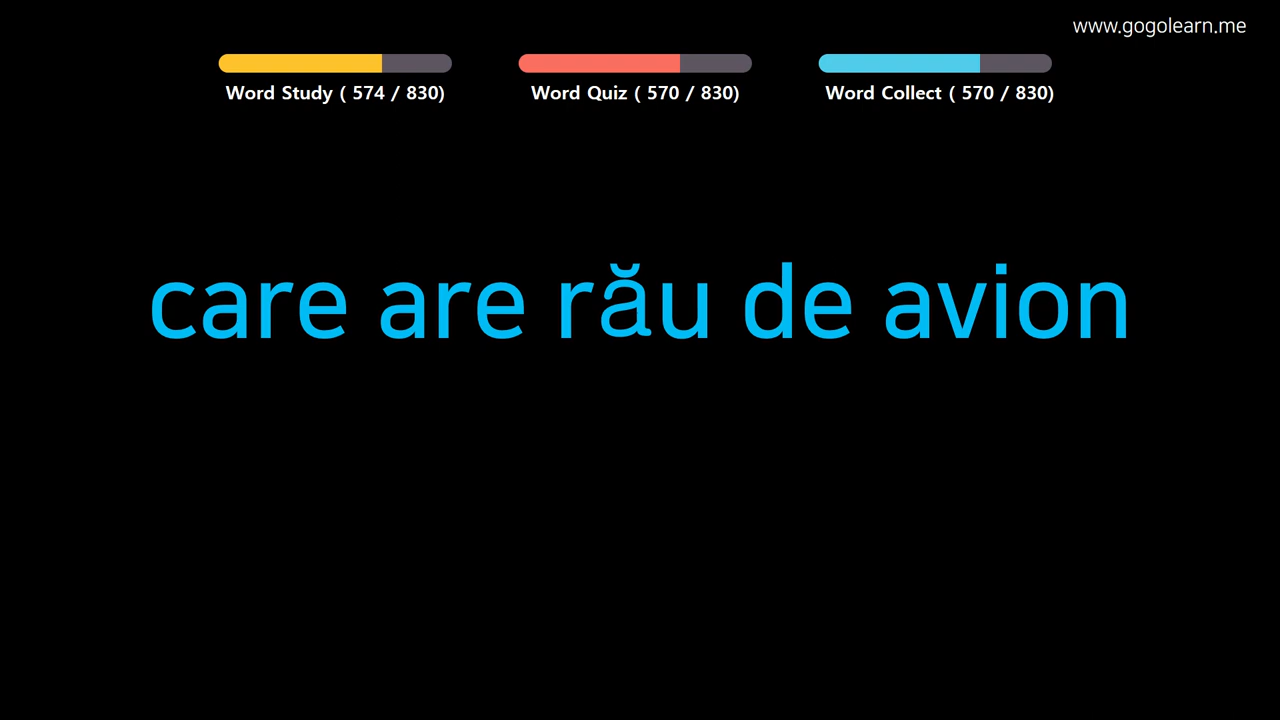 www.gogolearn.me
Word Study ( 574 / 830)
Word Quiz ( 570 / 830)
Word Collect ( 570 / 830)
care are rău de avion